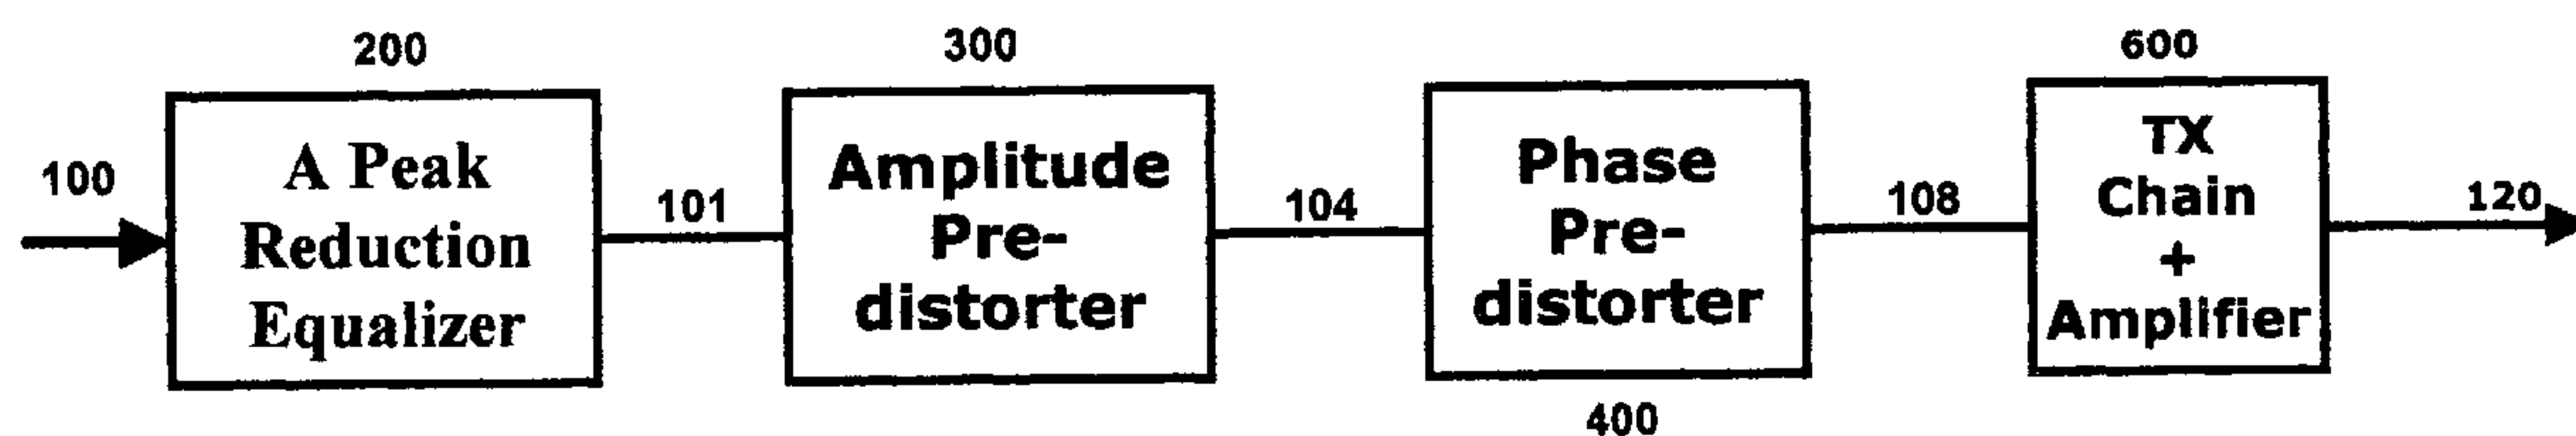 200
300
600
100
A Peak
Reduction
Equalizer
101
Amplitude
Pre-
distorter
104
Phase
Pre-
distorter
108
TX
Chain
+
Amplifier
120
400